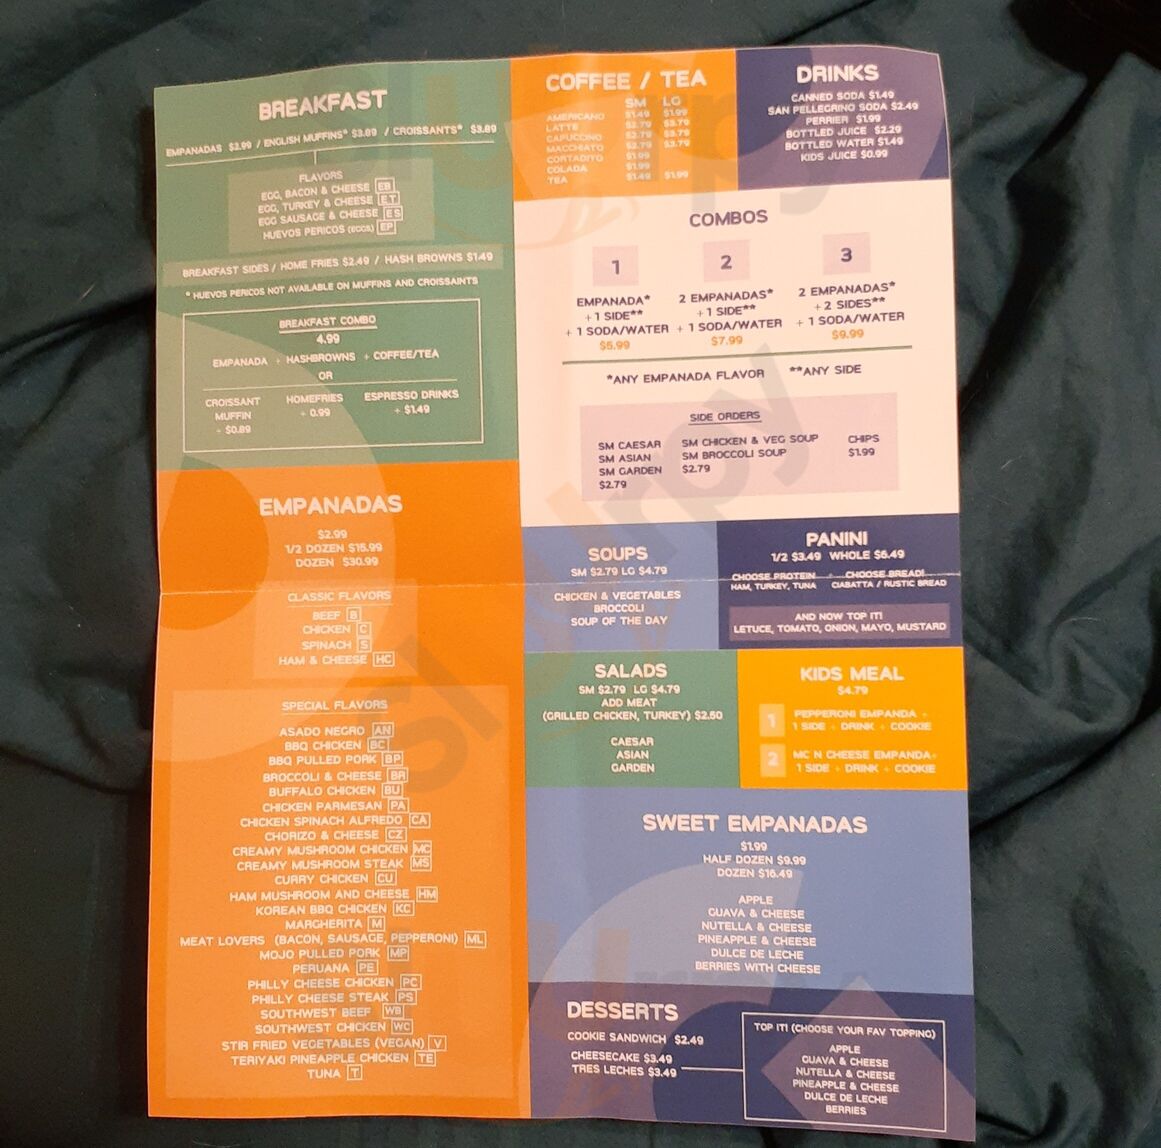 BREAKFAST
EMPANADAS $3.99 / ENGLISH MUFFINS* $3.89 / CROISSANTS* $3.89
FLAVORS
EGG, BACON & CHEESE EB
EGG, TURKEY & CHEESE ET
EGG SAUSAGE & CHEESE ES
HUEVOS PERICOS (EGGS) EP
BREAKFAST SIDES / HOME FRIES $2.49 / HASH BROWNS $1.49
* HUEVOS PERICOS NOT AVAILABLE ON MUFFINS AND CROISSAINTS
BREAKFAST COMBO
4.99
EMPANADA + HASHBROWNS + COFFEE/TEA
OR
CROISSANT HOMEFRIES ESPRESSO DRINKS
MUFFIN + 0.99 + $1.49
+ $0.89
EMPANADAS
$2.99
1/2 DOZEN $15.99
DOZEN $30.99
CLASSIC FLAVORS
BEEF B
CHICKEN C
SPINACH S
HAM & CHEESE HC
SPECIAL FLAVORS
ASADO NEGRO AN
BBQ CHICKEN BC
BBQ PULLED PORK BP
BROCCOLI & CHEESE BR
BUFFALO CHICKEN BU
CHICKEN PARMESAN PA
CHICKEN SPINACH ALFREDO CA
CHORIZO & CHEESE CZ
CREAMY MUSHROOM CHICKEN MC
CREAMY MUSHROOM STEAK MS
CURRY CHICKEN CU
HAM MUSHROOM AND CHEESE HM
KOREAN BBQ CHICKEN KC
MARGHERITA M
MEAT LOVERS (BACON, SAUSAGE, PEPPERONI) ML
MOJO PULLED PORK MP
PERUANA PE
PHILLY CHEESE CHICKEN PC
PHILLY CHEESE STEAK PS
SOUTHWEST BEEF WB
SOUTHWEST CHICKEN WC
STIR FRIED VEGETABLES (VEGAN) V
TERIYAKI PINEAPPLE CHICKEN TE
TUNA T
COFFEE / TEA
SM LG
AMERICANO $1.49 $1.99
LATTE $2.79 $3.79
CAPUCCINO $2.79 $3.79
MACCHIATO $2.79 $3.79
CORTADITO $1.99
COLADA $1.99
TEA $1.49 $1.99
DRINKS
CANNED SODA $1.49
SAN PELLEGRINO SODA $2.49
PERRIER $1.99
BOTTLED JUICE $2.29
BOTTLED WATER $1.49
KIDS JUICE $0.99
COMBOS
1 2 3
EMPANADA* 2 EMPANADAS* 2 EMPANADAS*
+ 1 SIDE** + 1 SIDE** + 2 SIDES**
+ 1 SODA/WATER + 1 SODA/WATER + 1 SODA/WATER
$5.99 $7.99 $9.99
*ANY EMPANADA FLAVOR **ANY SIDE
SIDE ORDERS
SM CAESAR SM CHICKEN & VEG SOUP CHIPS
SM ASIAN SM BROCCOLI SOUP $1.99
SM GARDEN $2.79
$2.79
SOUPS
SM $2.79 LG $4.79
CHICKEN & VEGETABLES
BROCCOLI
SOUP OF THE DAY
PANINI
1/2 $3.49 WHOLE $6.49
CHOOSE PROTEIN + CHOOSE BREAD!
HAM, TURKEY, TUNA CIABATTA / RUSTIC BREAD
AND NOW TOP IT!
LETUCE, TOMATO, ONION, MAYO, MUSTARD
SALADS
SM $2.79 LG $4.79
ADD MEAT
(GRILLED CHICKEN, TURKEY) $2.50
CAESAR
ASIAN
GARDEN
KIDS MEAL
$4.79
1 PEPPERONI EMPANDA +
1 SIDE + DRINK + COOKIE
2 MC N CHEESE EMPANDA+
1 SIDE + DRINK + COOKIE
SWEET EMPANADAS
$1.99
HALF DOZEN $9.99
DOZEN $16.49
APPLE
GUAVA & CHEESE
NUTELLA & CHEESE
PINEAPPLE & CHEESE
DULCE DE LECHE
BERRIES WITH CHEESE
DESSERTS
COOKIE SANDWICH $2.49
CHEESECAKE $3.49
TRES LECHES $3.49
TOP IT! (CHOOSE YOUR FAV TOPPING)
APPLE
GUAVA & CHEESE
NUTELLA & CHEESE
PINEAPPLE & CHEESE
DULCE DE LECHE
BERRIES
Slurpy